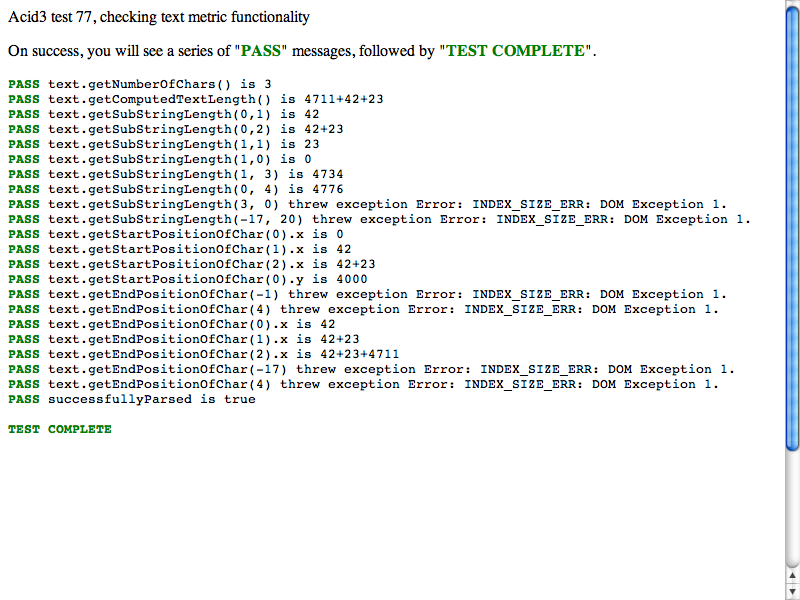 Acid3 test 77, checking text metric functionality
On success, you will see a series of "PASS" messages, followed by "TEST COMPLETE".
PASS text.getNumberOfChars() is 3
PASS text.getComputedTextLength() is 4711+42+23
PASS text.getSubStringLength(0,1) is 42
PASS text.getSubStringLength(0,2) is 42+23
PASS text.getSubStringLength(1,1) is 23
PASS text.getSubStringLength(1,0) is 0
PASS text.getSubStringLength(1, 3) is 4734
PASS text.getSubStringLength(0, 4) is 4776
PASS text.getSubStringLength(3, 0) threw exception Error: INDEX_SIZE_ERR: DOM Exception 1.
PASS text.getSubStringLength(-17, 20) threw exception Error: INDEX_SIZE_ERR: DOM Exception 1.
PASS text.getStartPositionOfChar(0).x is 0
PASS text.getStartPositionOfChar(1).x is 42
PASS text.getStartPositionOfChar(2).x is 42+23
PASS text.getStartPositionOfChar(0).y is 4000
PASS text.getEndPositionOfChar(-1) threw exception Error: INDEX_SIZE_ERR: DOM Exception 1.
PASS text.getEndPositionOfChar(4) threw exception Error: INDEX_SIZE_ERR: DOM Exception 1.
PASS text.getEndPositionOfChar(0).x is 42
PASS text.getEndPositionOfChar(1).x is 42+23
PASS text.getEndPositionOfChar(2).x is 42+23+4711
PASS text.getEndPositionOfChar(-17) threw exception Error: INDEX_SIZE_ERR: DOM Exception 1.
PASS text.getEndPositionOfChar(4) threw exception Error: INDEX_SIZE_ERR: DOM Exception 1.
PASS successfullyParsed is true
TEST COMPLETE